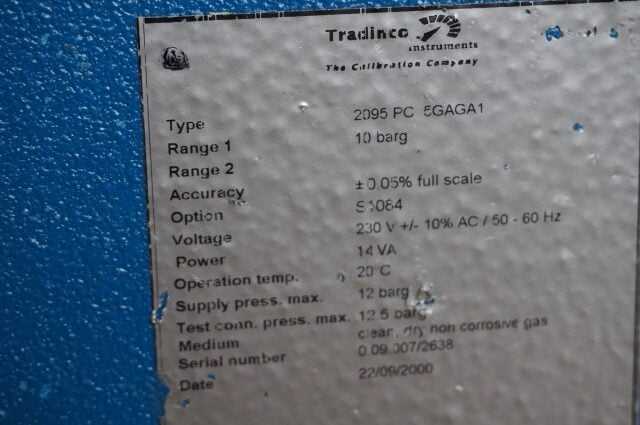 Tradinco
instruments
The Calibration Company
Type 2095 PC 5GAGA1
Range 1 10 barg
Range 2
Accuracy ± 0.05% full scale
Option S1084
Voltage 230 V +/- 10% AC / 50 - 60 Hz
Power 14 VA
Operation temp. 20°C
Supply press. max. 12 barg
Test conn. press. max. 12.5 barg
Medium clean, dry non corrosive gas
Serial number 0.09.007/2638
Date 22/09/2000